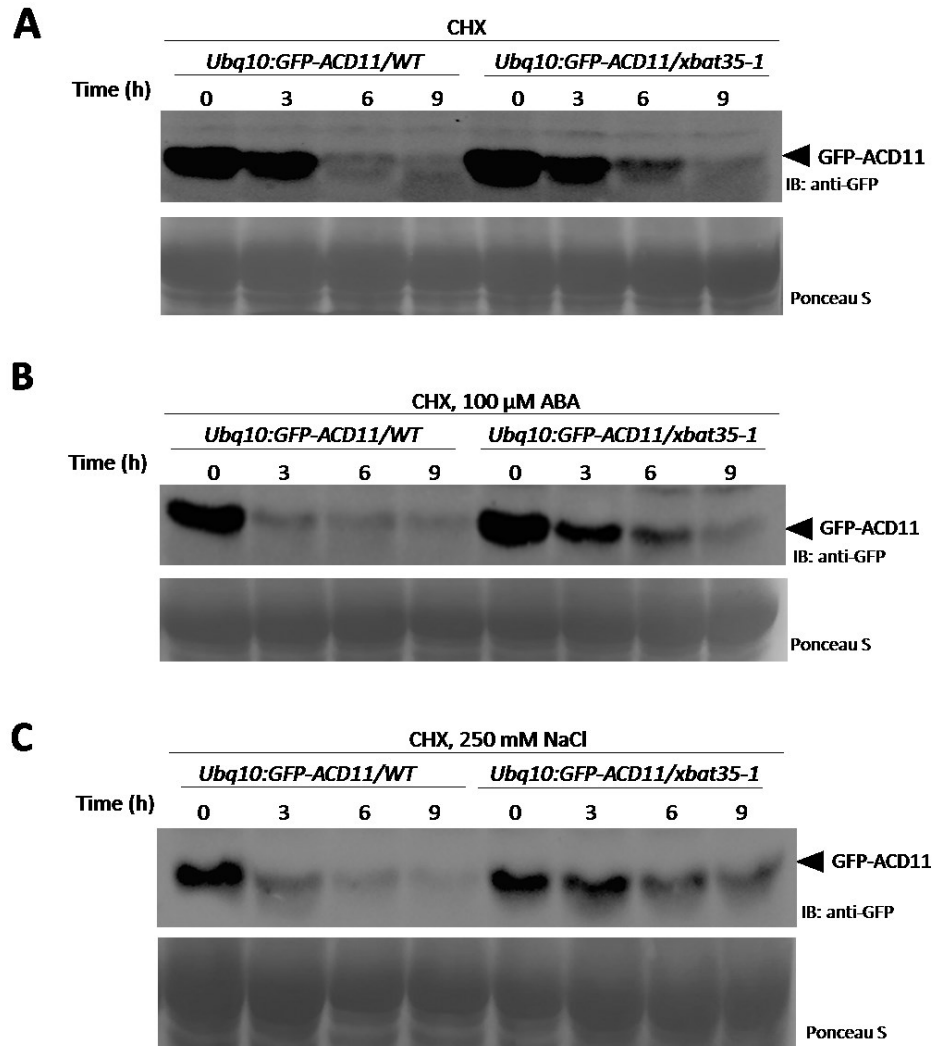 A
CHX
Ubq10:GFP-ACD11/WT Ubq10:GFP-ACD11/xbat35-1
Time (h) 0 3 6 9 0 3 6 9
GFP-ACD11
IB: anti-GFP
Ponceau S
B
CHX, 100 µM ABA
Ubq10:GFP-ACD11/WT Ubq10:GFP-ACD11/xbat35-1
Time (h) 0 3 6 9 0 3 6 9
GFP-ACD11
IB: anti-GFP
Ponceau S
C
CHX, 250 mM NaCl
Ubq10:GFP-ACD11/WT Ubq10:GFP-ACD11/xbat35-1
Time (h) 0 3 6 9 0 3 6 9
GFP-ACD11
IB: anti-GFP
Ponceau S